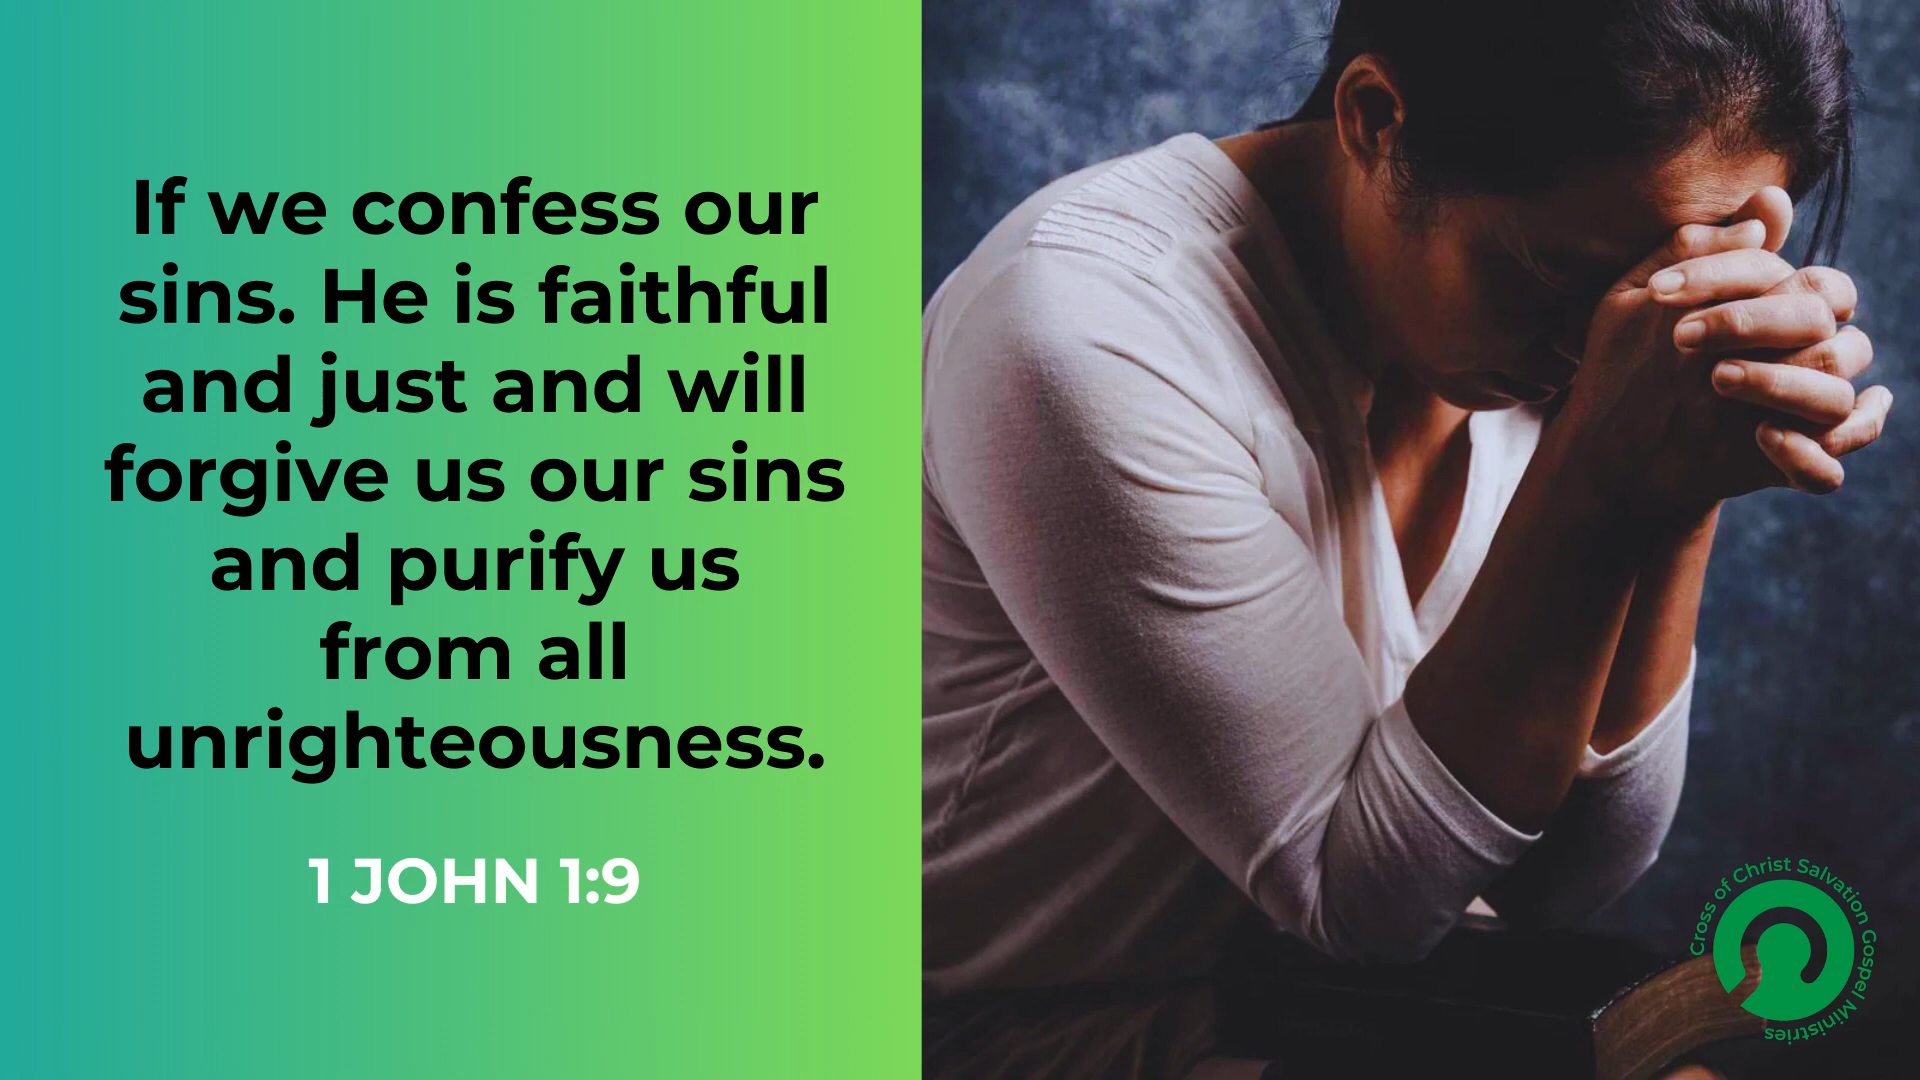 If we confess our
sins. He is faithful
and just and will
forgive us our sins
and purify us
from all
unrighteousness.
1 JOHN 1:9
Cross of Christ Salvation Gospel Ministries